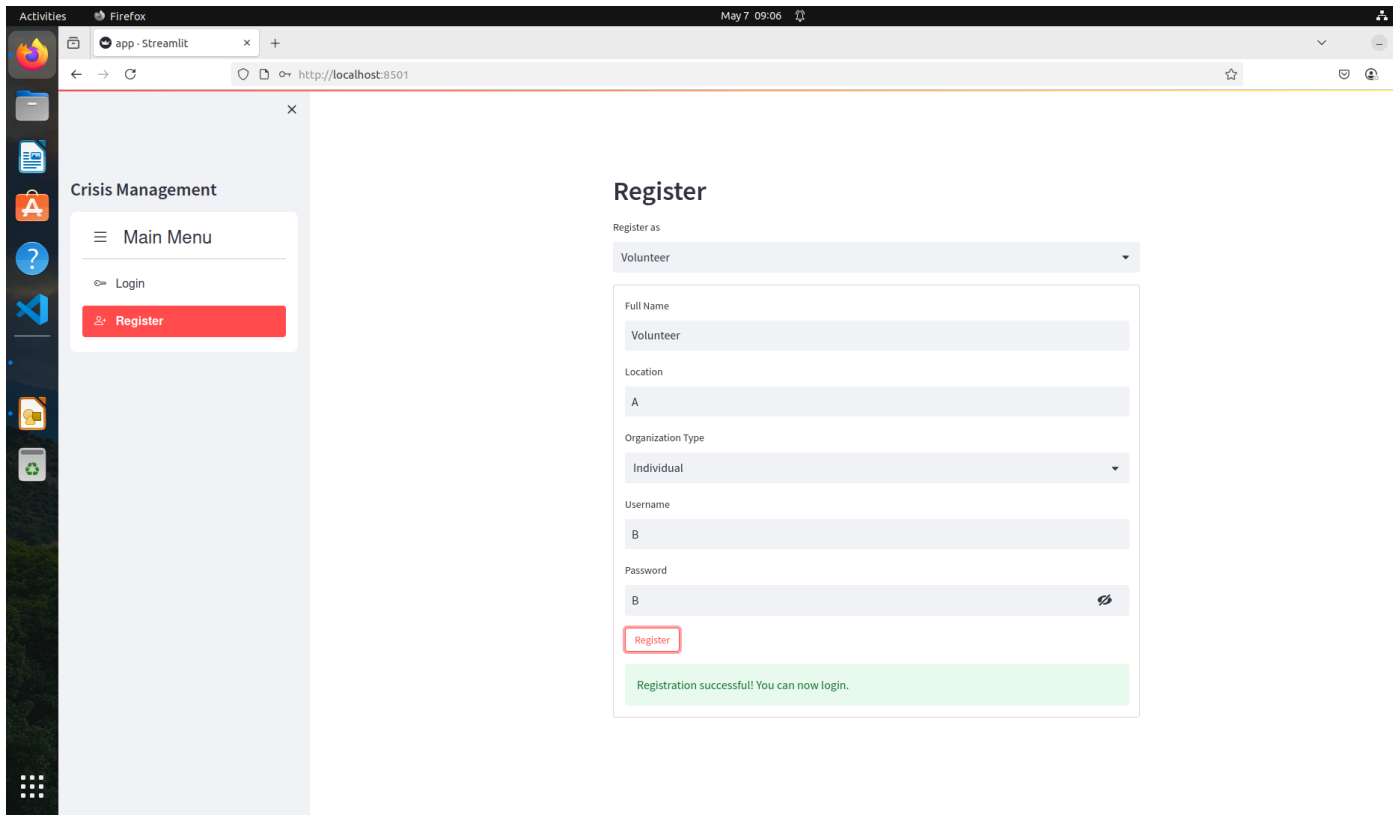 Activities Firefox May 7 09:06
app - Streamlit
http://localhost:8501
Crisis Management
Main Menu
Login
Register
Register
Register as
Volunteer
Full Name
Volunteer
Location
A
Organization Type
Individual
Username
B
Password
B
Register
Registration successful! You can now login.